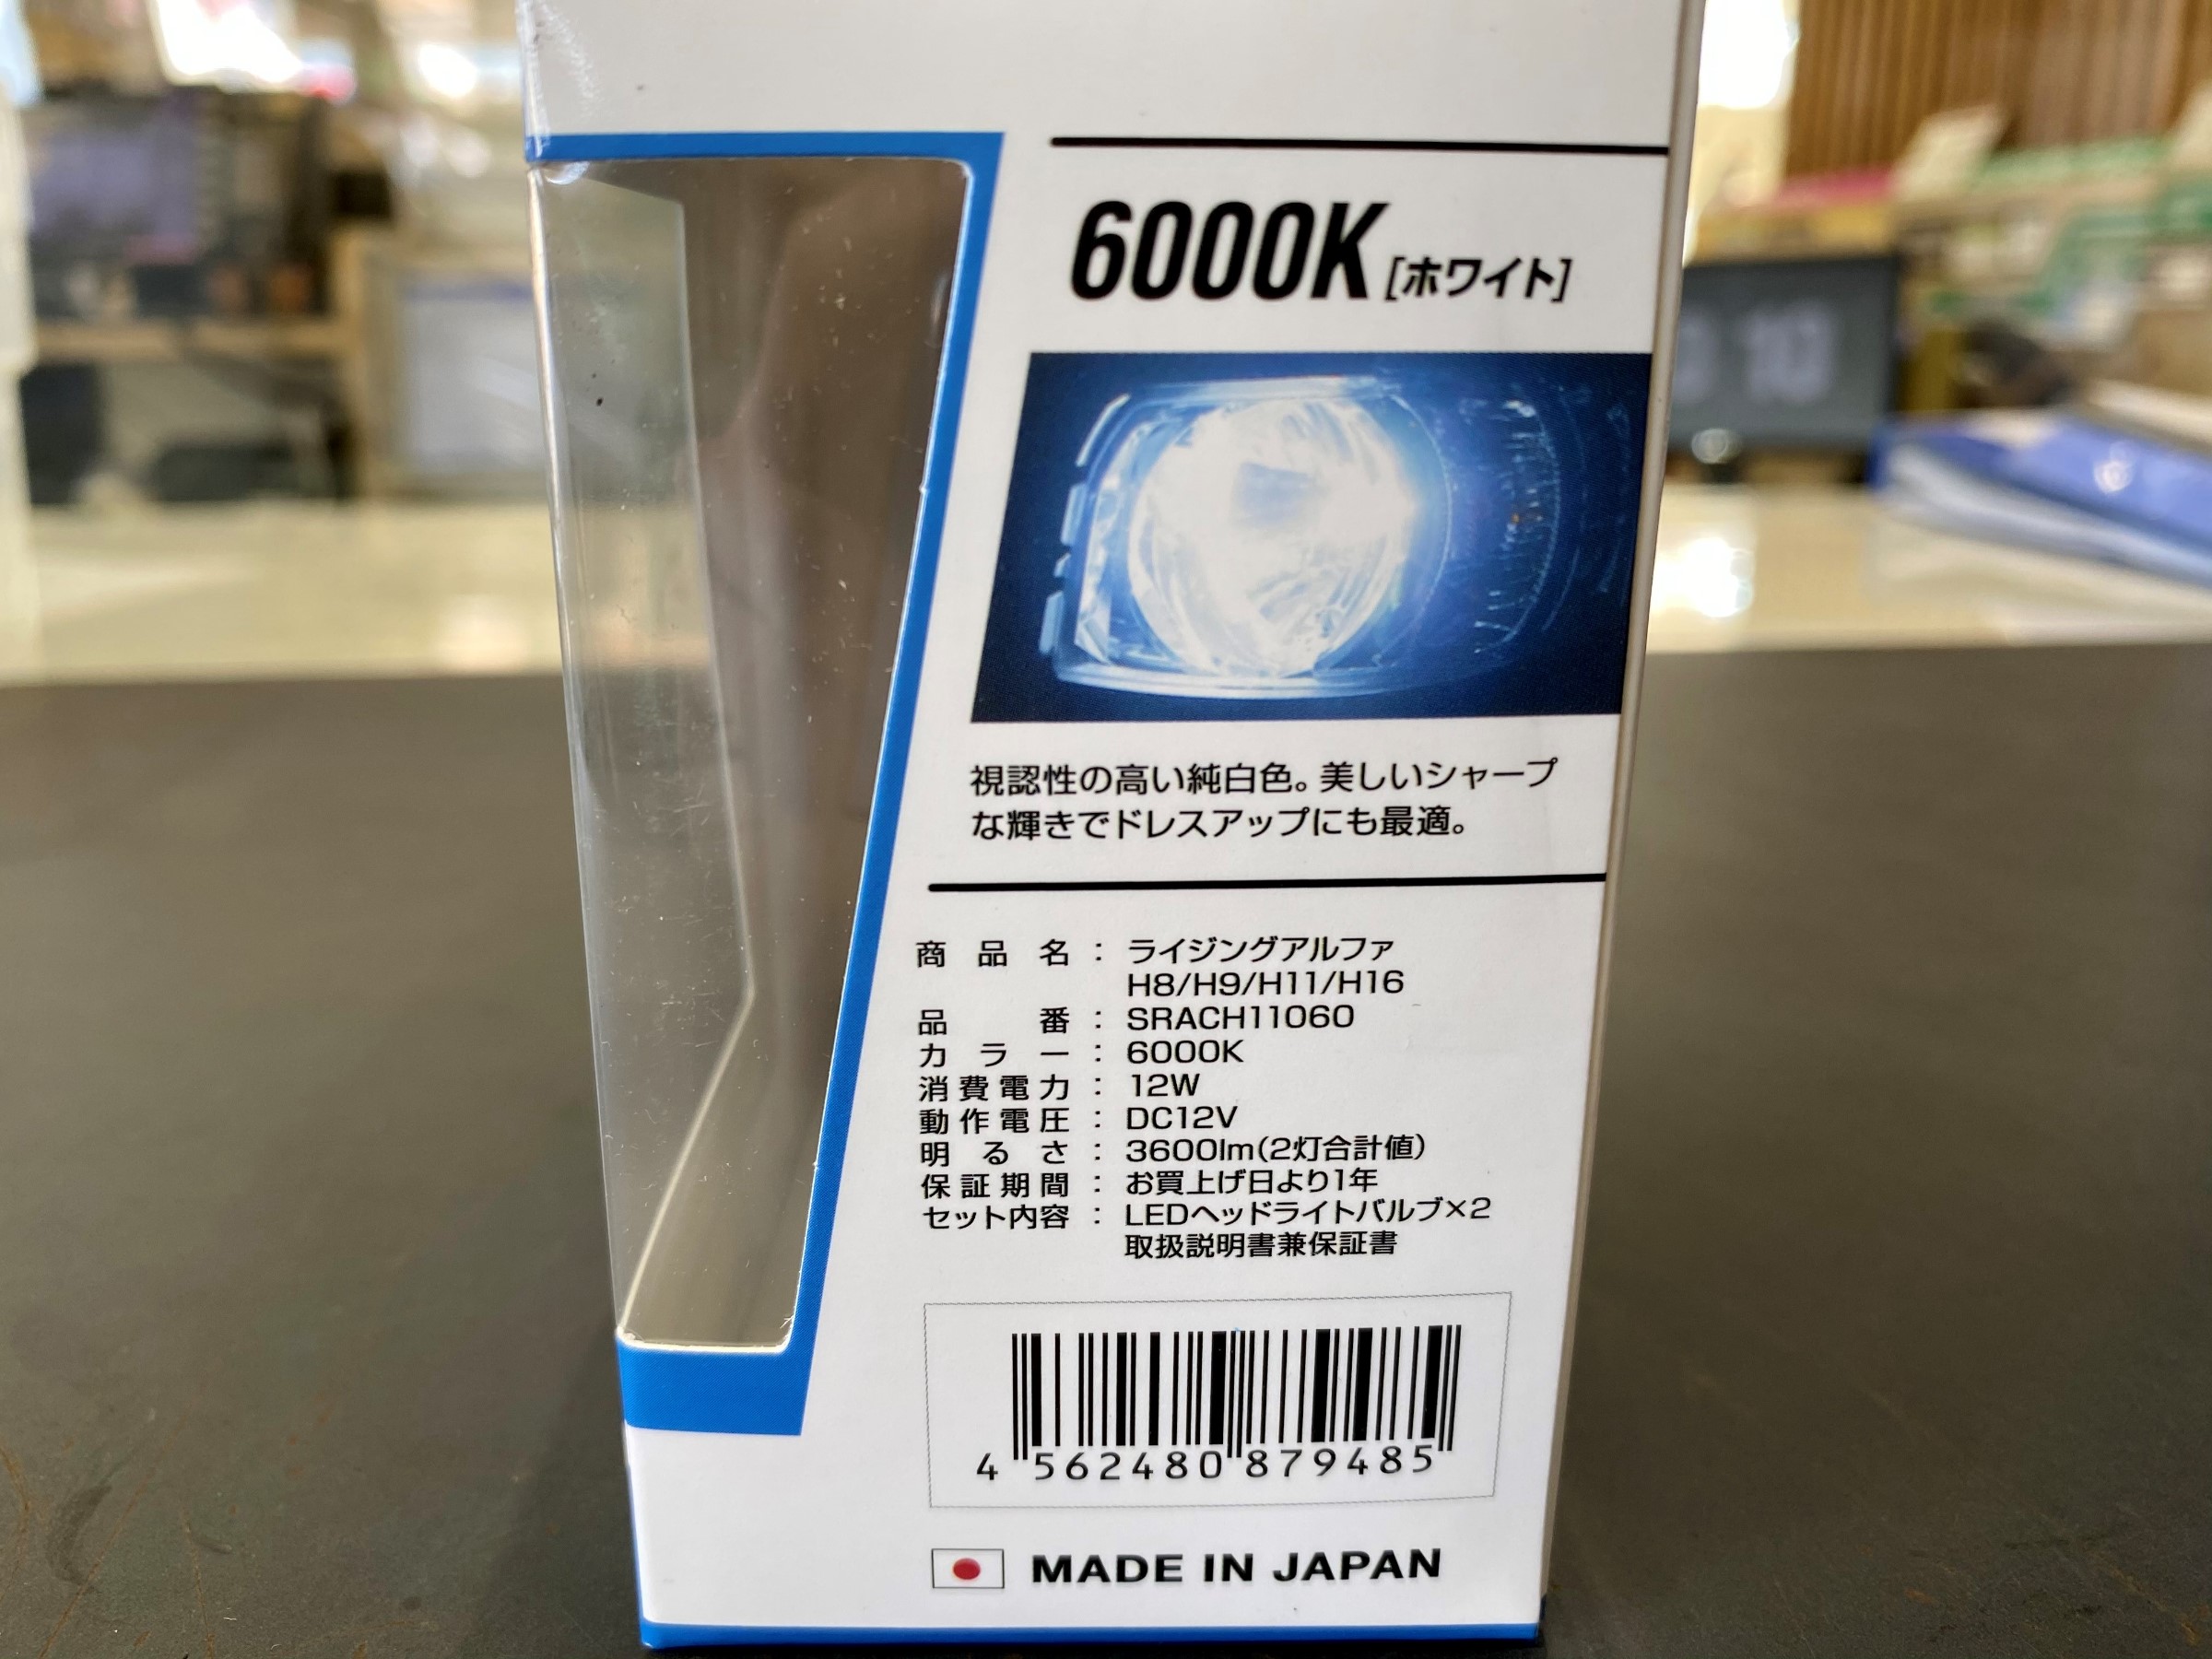 6000K [ホワイト]
視認性の高い純白色。美しいシャープ
な輝きでドレスアップにも最適。
商品名 : ライジングアルファ
H8/H9/H11/H16
品番 : SRACH11060
カラー : 6000K
消費電力 : 12W
動作電圧 : DC12V
明るさ : 3600lm(2灯合計値)
保証期間 : お買上げ日より1年
セット内容 : LEDヘッドライトバルブ×2
取扱説明書兼保証書
4 562480 879485
MADE IN JAPAN